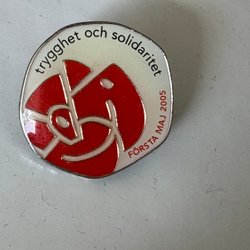 trygghet och solidaritet
FÖRSTA MAJ 2005